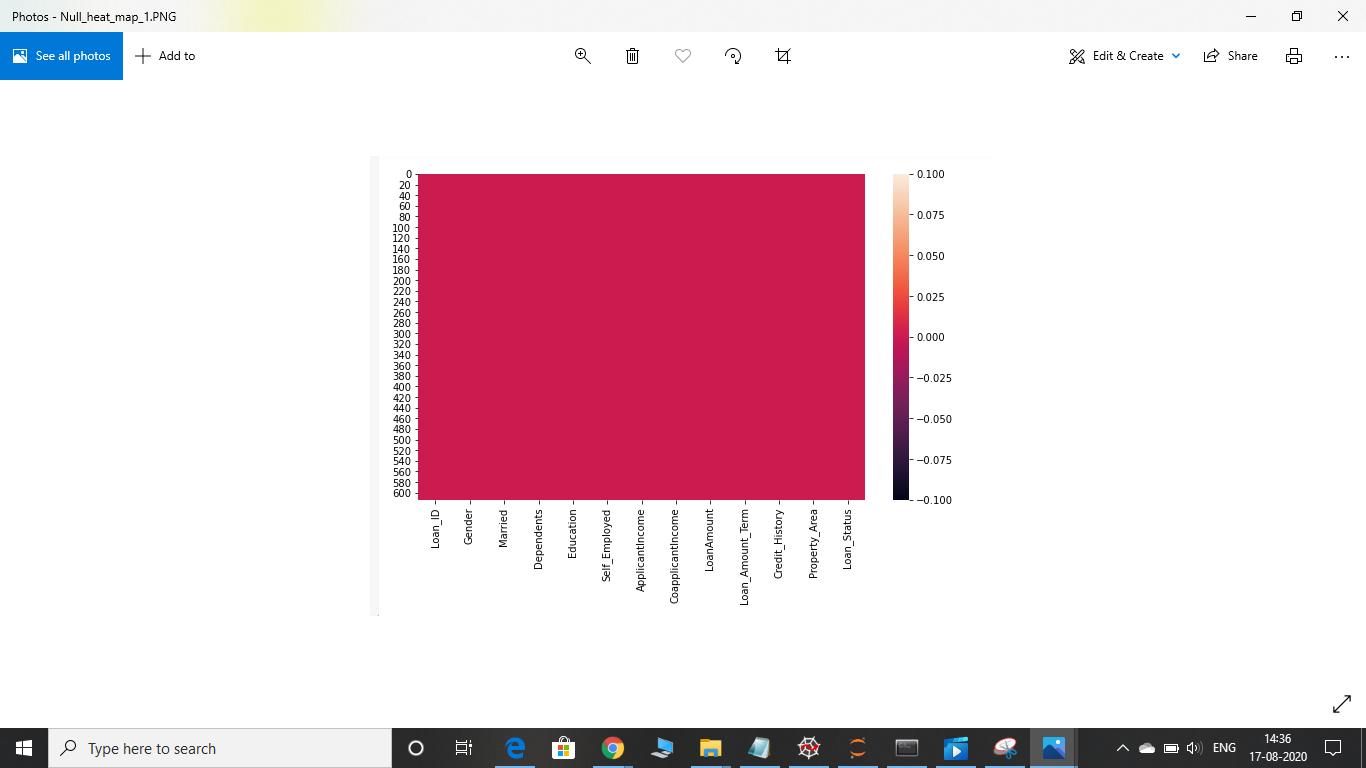 Photos - Null_heat_map_1.PNG
See all photos
Add to
Edit & Create
Share
0
20
40
60
80
100
120
140
160
180
200
220
240
260
280
300
320
340
360
380
400
420
440
460
480
500
520
540
560
580
600
Loan_ID
Gender
Married
Dependents
Education
Self_Employed
ApplicantIncome
CoapplicantIncome
LoanAmount
Loan_Amount_Term
Credit_History
Property_Area
Loan_Status
0.100
0.075
0.050
0.025
0.000
−0.025
−0.050
−0.075
−0.100
Type here to search
ENG
14:36
17-08-2020